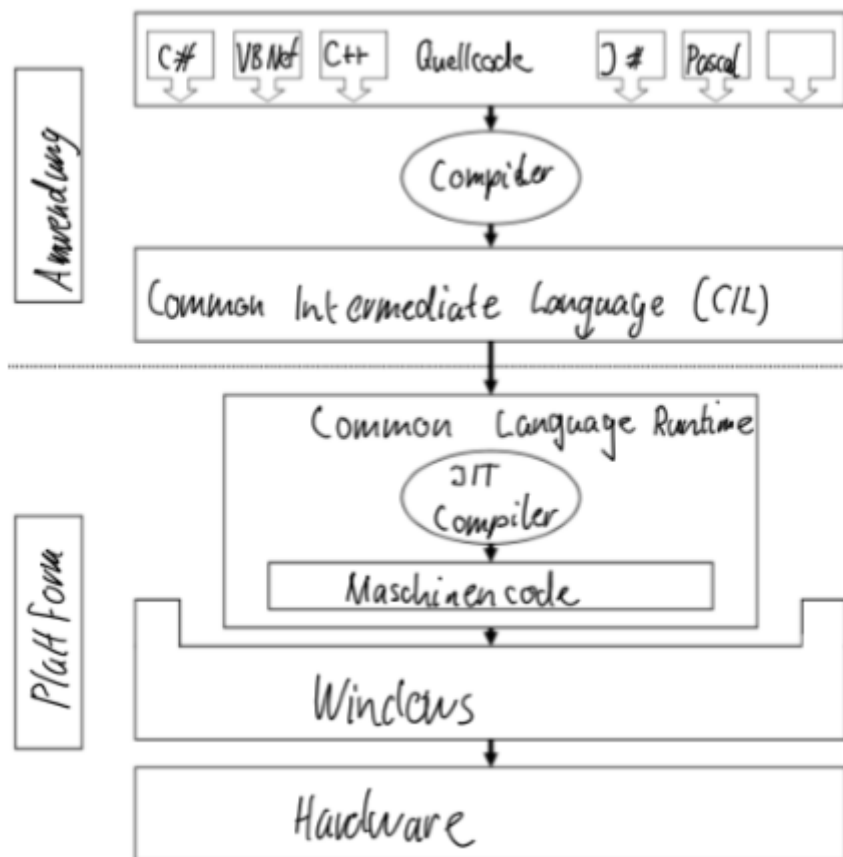 C# VB Net C++ Quellcode J# Pascal
Compiler
Anwendung
Common Intermediate Language (CIL)
Common Language Runtime
JIT
Compiler
Maschinencode
Plattform
Windows
Hardware